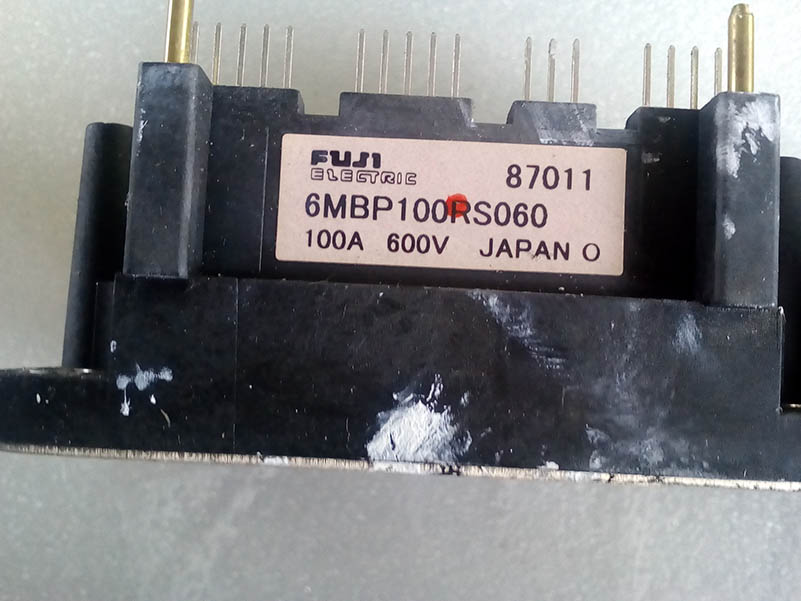 FUJI
ELECTRIC
87011
6MBP100RS060
100A 600V JAPAN O